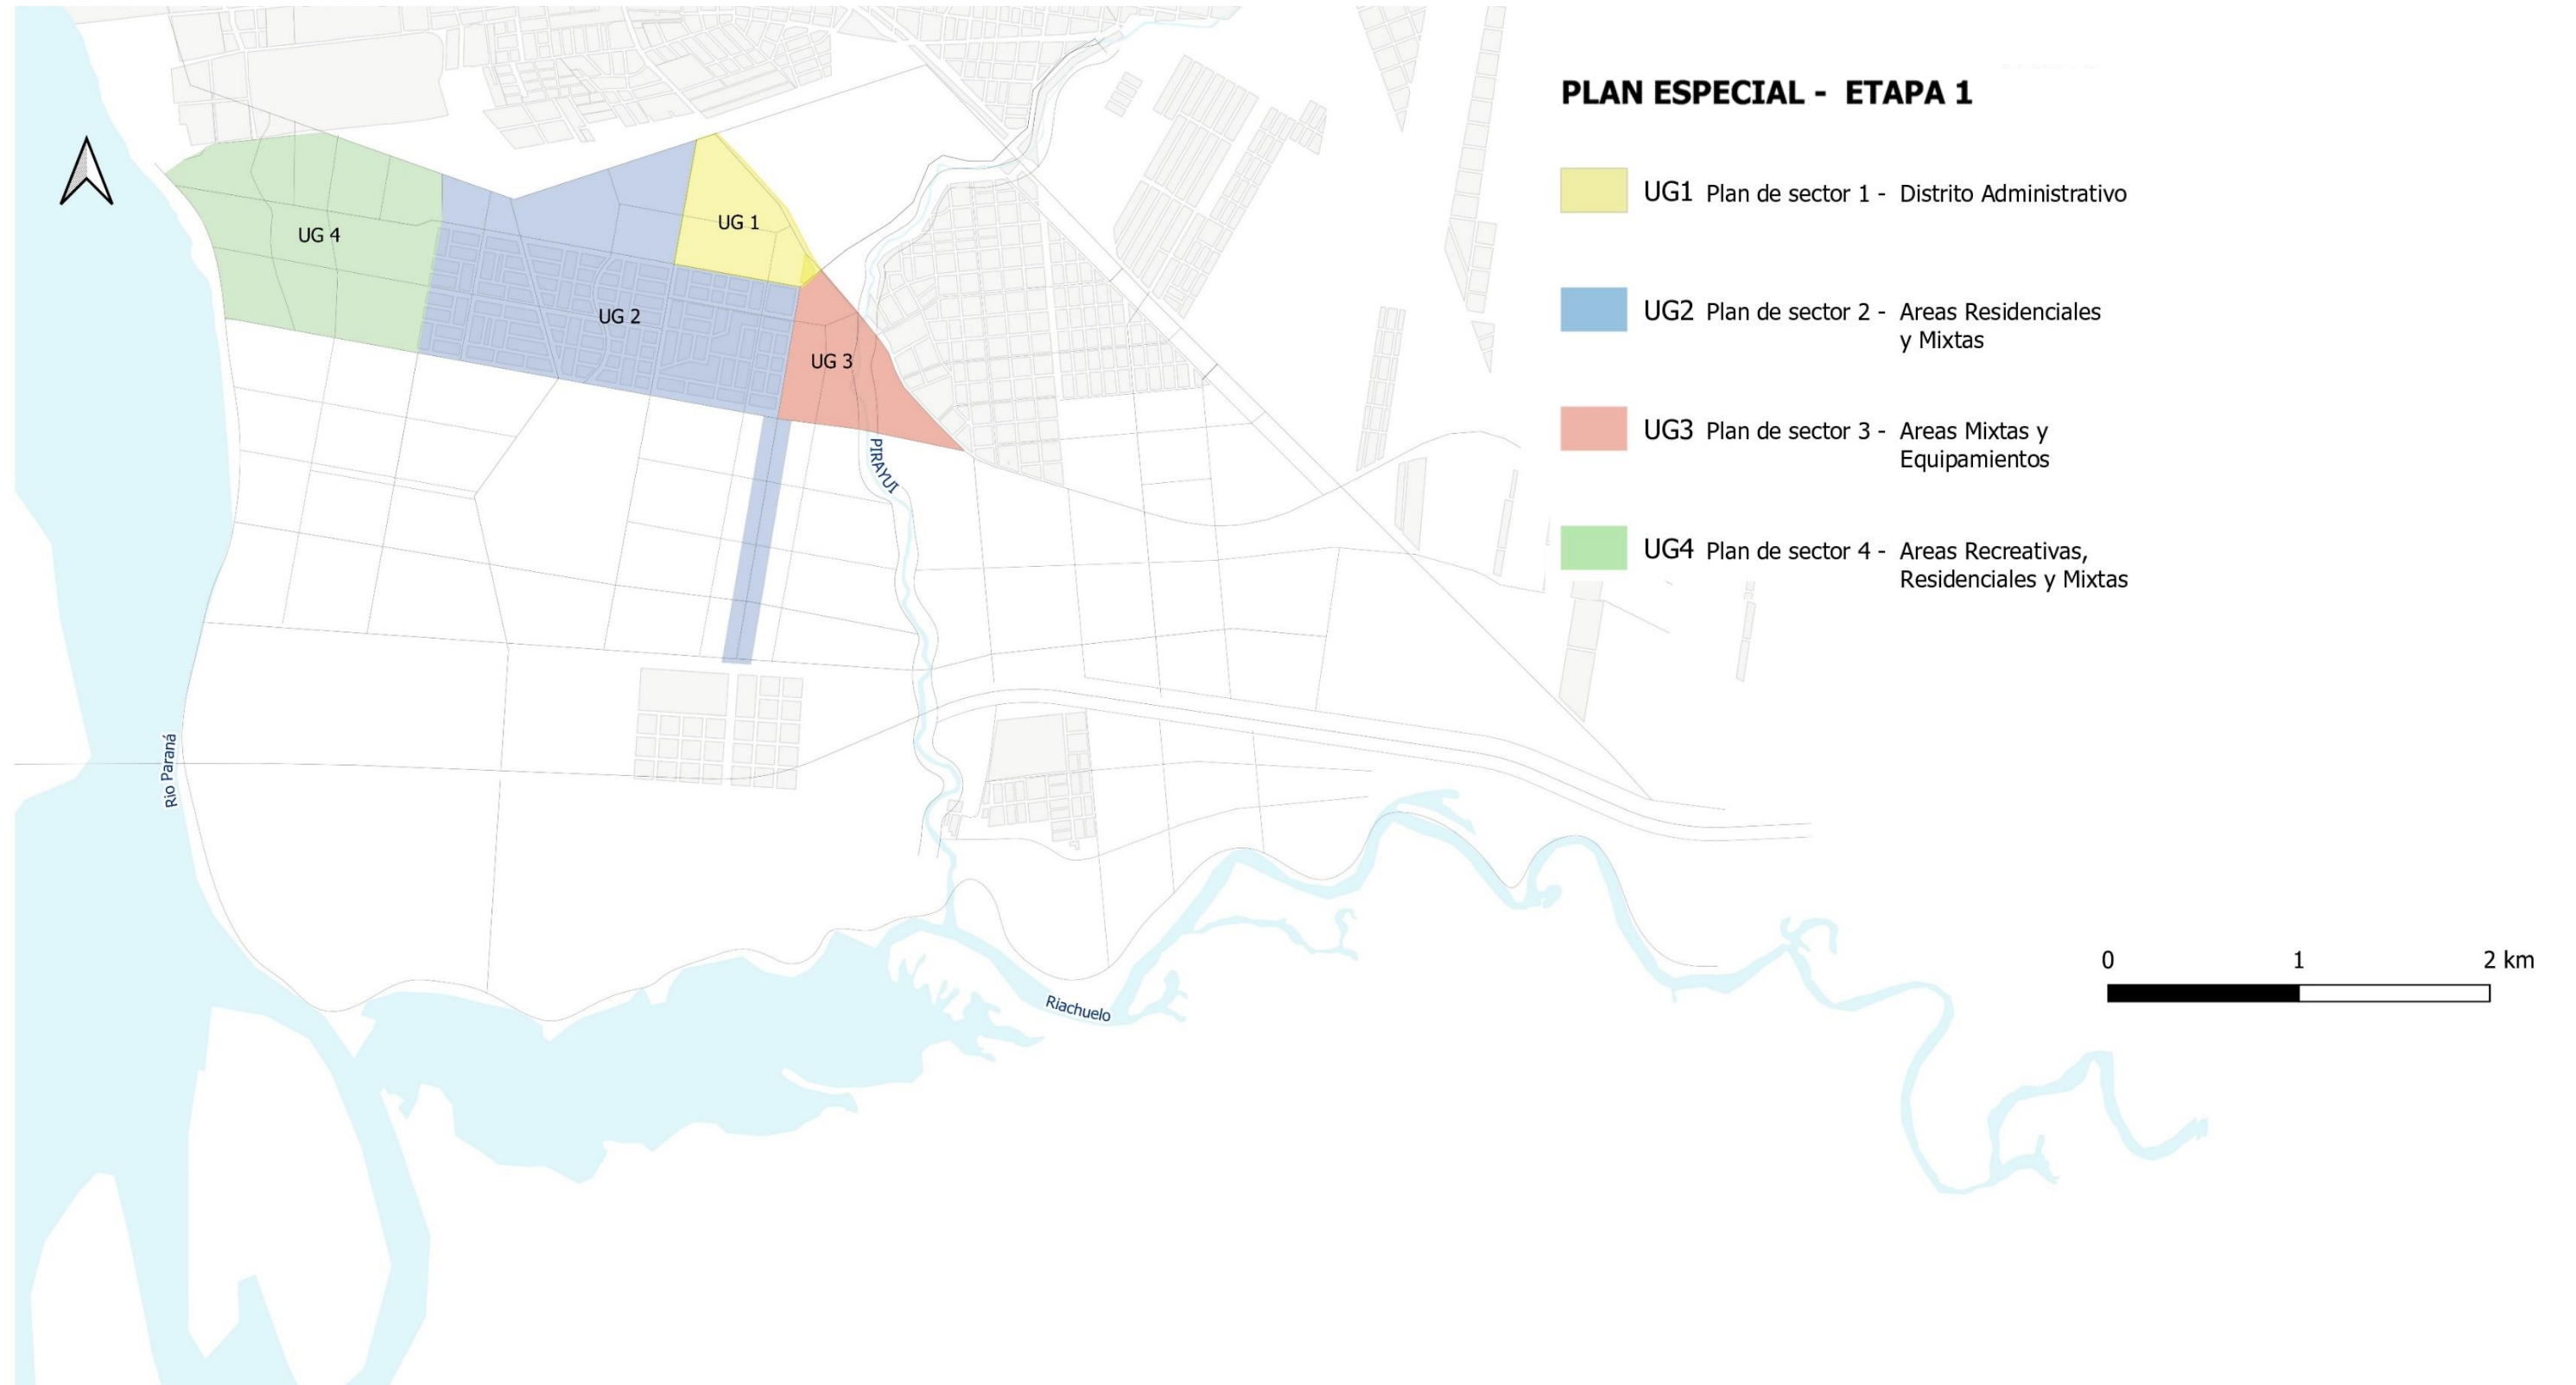 PLAN ESPECIAL - ETAPA 1
UG1 Plan de sector 1 - Distrito Administrativo
UG2 Plan de sector 2 - Areas Residenciales
y Mixtas
UG3 Plan de sector 3 - Areas Mixtas y
Equipamientos
UG4 Plan de sector 4 - Areas Recreativas,
Residenciales y Mixtas
UG 1
UG 4
UG 2
UG 3
PIRAYUI
Rio Paraná
Riachuelo
0 1 2 km